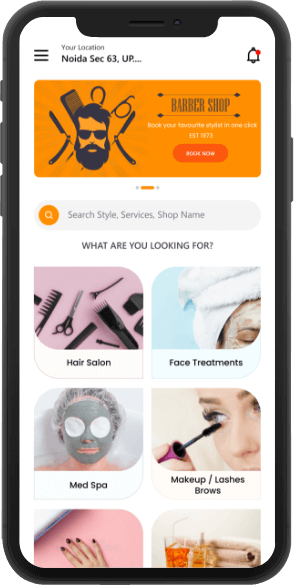 Your Location
Noida Sec 63, UP....
BARBER SHOP
Book your favourite stylist in one click
EST 1973
BOOK NOW
Search Style, Services, Shop Name
WHAT ARE YOU LOOKING FOR?
Hair Salon
Face Treatments
Med Spa
Makeup / Lashes
Brows